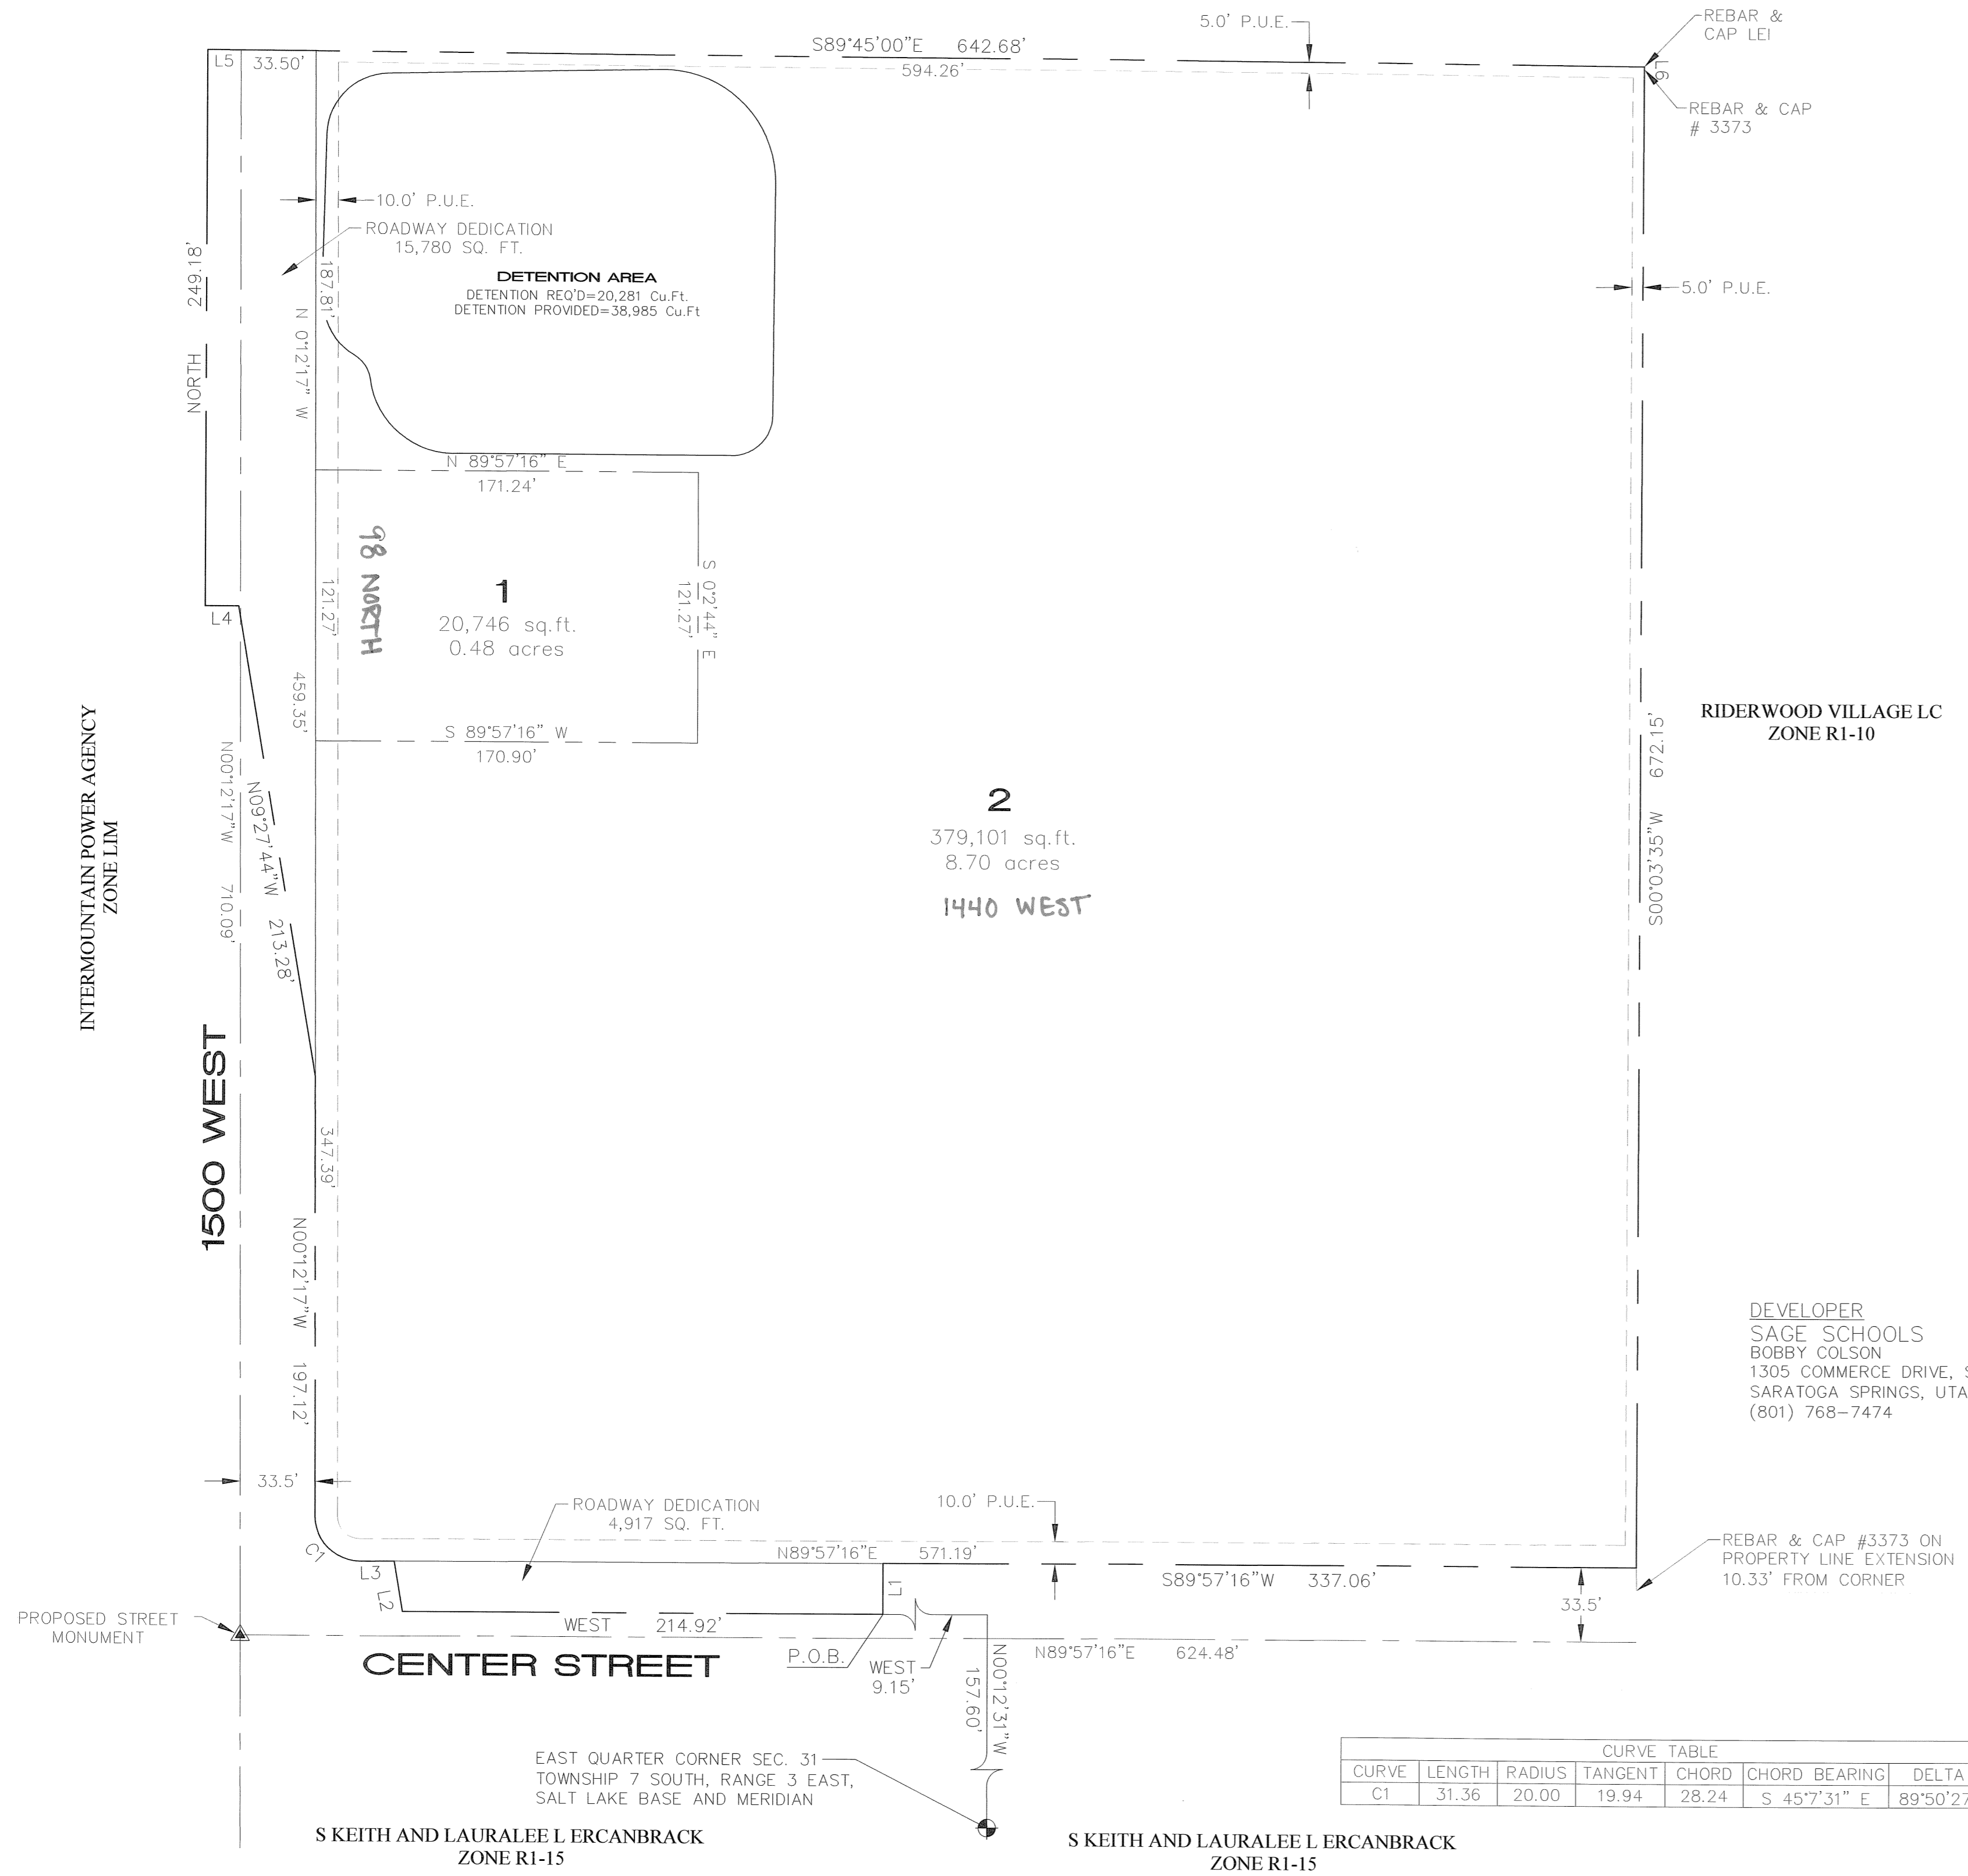 5.0' P.U.E.
REBAR &
CAP LEI
S89°45'00"E 642.68'
L5 33.50'
594.26'
L6
REBAR & CAP
# 3373
10.0' P.U.E.
ROADWAY DEDICATION
15,780 SQ. FT.
NORTH 249.18'
187.81'
N 0°12'17" W
DETENTION AREA
DETENTION REQ'D=20,281 Cu.Ft.
DETENTION PROVIDED=38,985 Cu.Ft
5.0' P.U.E.
N 89°57'16" E
171.24'
98 NORTH
121.27'
1
20,746 sq.ft.
0.48 acres
S 0°2'44" E
121.27'
L4
459.35'
S 89°57'16" W
170.90'
INTERMOUNTAIN POWER AGENCY
ZONE LIM
N00°12'17"W 710.09'
N09°27'44"W 213.28'
2
379,101 sq.ft.
8.70 acres
1440 WEST
S00°03'35"W 672.15'
RIDERWOOD VILLAGE LC
ZONE R1-10
1500 WEST
347.39'
N00°12'17"W 197.12'
DEVELOPER
SAGE SCHOOLS
BOBBY COLSON
1305 COMMERCE DRIVE, S
SARATOGA SPRINGS, UTA
(801) 768-7474
33.5'
ROADWAY DEDICATION
4,917 SQ. FT.
10.0' P.U.E.
C1
L3
L2
N89°57'16"E 571.19'
L1
S89°57'16"W 337.06'
REBAR & CAP #3373 ON
PROPERTY LINE EXTENSION
10.33' FROM CORNER
33.5'
PROPOSED STREET
MONUMENT
WEST 214.92'
CENTER STREET
P.O.B.
WEST
9.15'
N89°57'16"E 624.48'
N00°12'31"W
157.60'
EAST QUARTER CORNER SEC. 31
TOWNSHIP 7 SOUTH, RANGE 3 EAST,
SALT LAKE BASE AND MERIDIAN
CURVE TABLE
CURVE LENGTH RADIUS TANGENT CHORD CHORD BEARING DELTA
C1 31.36 20.00 19.94 28.24 S 45°7'31" E 89°50'27
S KEITH AND LAURALEE L ERCANBRACK
ZONE R1-15
S KEITH AND LAURALEE L ERCANBRACK
ZONE R1-15